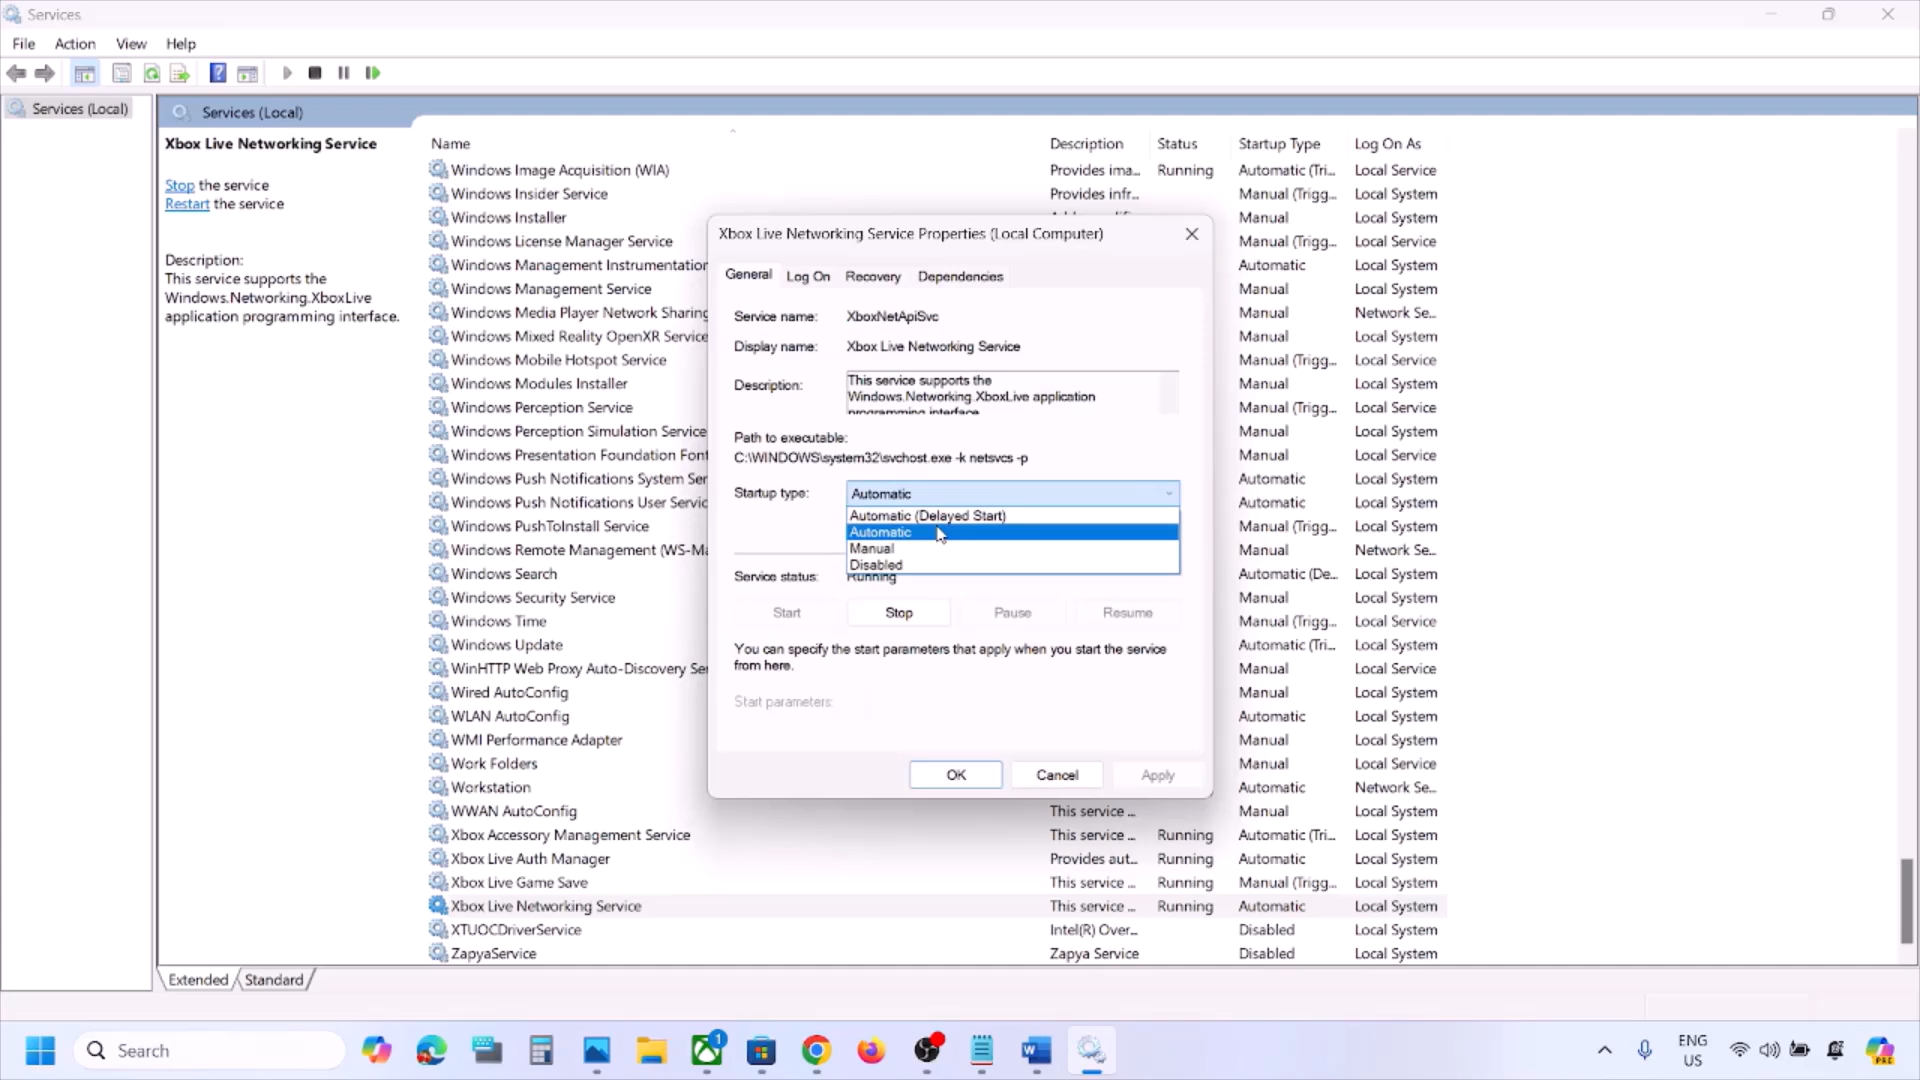 Services
File Action View Help
Services (Local)
Services (Local)
Xbox Live Networking Service
Stop the service
Restart the service
Description:
This service supports the
Windows.Networking.XboxLive
application programming interface.
Name Description Status Startup Type Log On As
Windows Image Acquisition (WIA) Provides ima... Running Automatic (Tri... Local Service
Windows Insider Service Provides infr... Manual (Trigg... Local System
Windows Installer Manual Local System
Windows License Manager Service Manual (Trigg... Local Service
Windows Management Instrumentation Automatic Local System
Windows Management Service Manual Local System
Windows Media Player Network Sharing Manual Network Se...
Windows Mixed Reality OpenXR Service Manual Local System
Windows Mobile Hotspot Service Manual (Trigg... Local Service
Windows Modules Installer Manual Local System
Windows Perception Service Manual (Trigg... Local Service
Windows Perception Simulation Service Manual Local System
Windows Presentation Foundation Font Manual Local Service
Windows Push Notifications System Ser Automatic Local System
Windows Push Notifications User Servic Automatic Local System
Windows PushToInstall Service Manual (Trigg... Local System
Windows Remote Management (WS-Ma Manual Network Se...
Windows Search Automatic (De... Local System
Windows Security Service Manual Local System
Windows Time Manual (Trigg... Local Service
Windows Update Automatic (Tri... Local System
WinHTTP Web Proxy Auto-Discovery Ser Manual Local Service
Wired AutoConfig Manual Local System
WLAN AutoConfig Automatic Local System
WMI Performance Adapter Manual Local System
Work Folders Manual Local Service
Workstation Automatic Network Se...
WWAN AutoConfig This service ... Manual Local System
Xbox Accessory Management Service This service ... Running Automatic (Tri... Local System
Xbox Live Auth Manager Provides aut... Running Automatic Local System
Xbox Live Game Save This service ... Running Manual (Trigg... Local System
Xbox Live Networking Service This service ... Running Automatic Local System
XTUOCDriverService Intel(R) Over... Disabled Local System
ZapyaService Zapya Service Disabled Local System
Extended Standard
Xbox Live Networking Service Properties (Local Computer)
General Log On Recovery Dependencies
Service name: XboxNetApiSvc
Display name: Xbox Live Networking Service
Description: This service supports the
Windows.Networking.XboxLive application
programming interface.
Path to executable:
C:\WINDOWS\system32\svchost.exe -k netsvcs -p
Startup type: Automatic
Automatic (Delayed Start)
Automatic
Manual
Disabled
Service status: Running
Start Stop Pause Resume
You can specify the start parameters that apply when you start the service
from here.
Start parameters:
OK Cancel Apply
Search
1
ENG
US
PRE